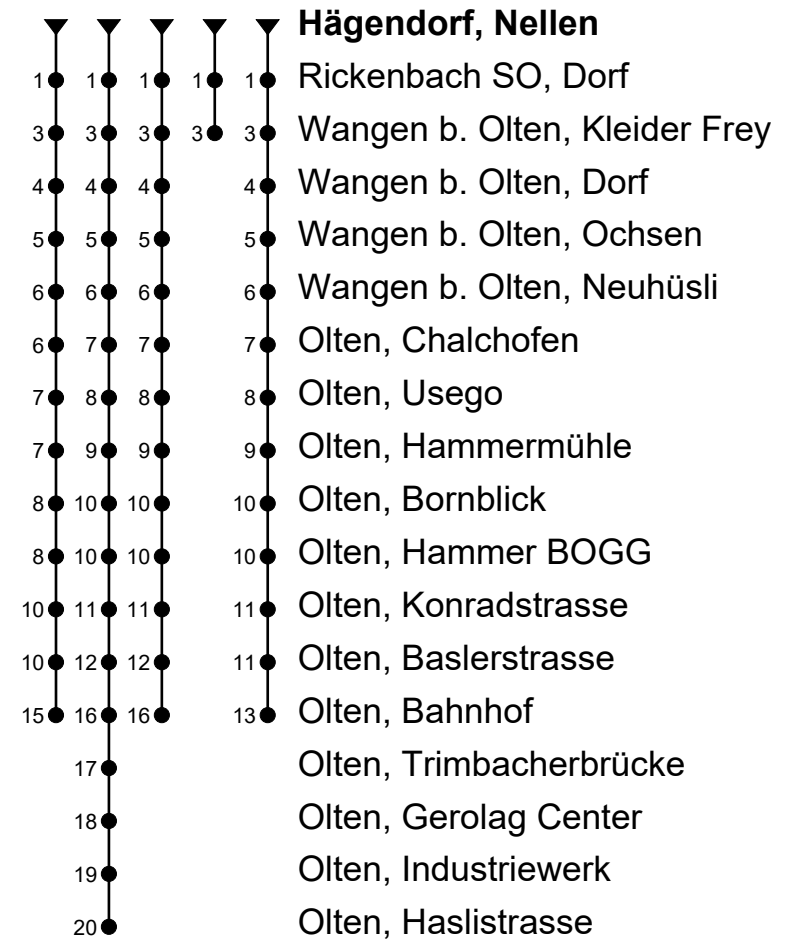 Hägendorf, Nellen
1 1 1 1 1 Rickenbach SO, Dorf
3 3 3 3 3 Wangen b. Olten, Kleider Frey
4 4 4 4 Wangen b. Olten, Dorf
5 5 5 5 Wangen b. Olten, Ochsen
6 6 6 6 Wangen b. Olten, Neuhüsli
6 7 7 7 Olten, Chalchofen
7 8 8 8 Olten, Usego
7 9 9 9 Olten, Hammermühle
8 10 10 10 Olten, Bornblick
8 10 10 10 Olten, Hammer BOGG
10 11 11 11 Olten, Konradstrasse
10 12 12 11 Olten, Baslerstrasse
15 16 16 13 Olten, Bahnhof
17 Olten, Trimbacherbrücke
18 Olten, Gerolag Center
19 Olten, Industriewerk
20 Olten, Haslistrasse